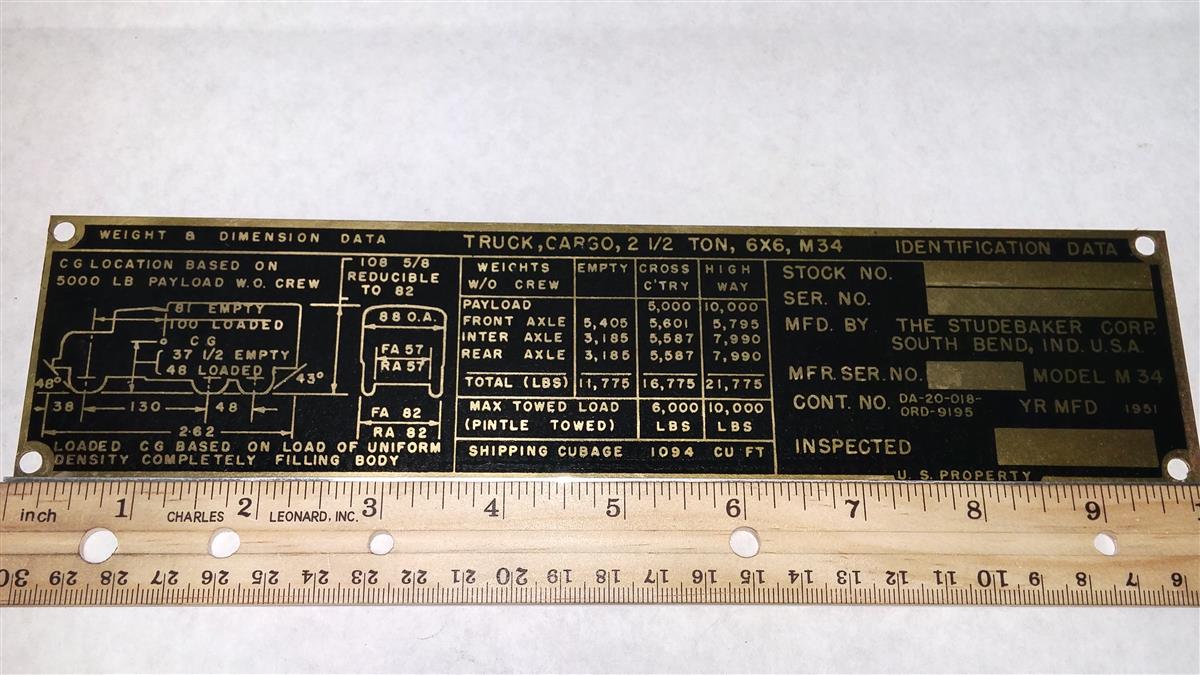 WEIGHT & DIMENSION DATA
TRUCK, CARGO, 2 1/2 TON, 6X6, M34
IDENTIFICATION DATA
CG LOCATION BASED ON
5000 LB PAYLOAD W.O. CREW
108 5/8
REDUCIBLE
TO 82
81 EMPTY
100 LOADED
CG
37 1/2 EMPTY
48 LOADED
48°
43°
38
130
48
262
88 O.A.
FA 57
RA 57
FA 82
RA 82
LOADED CG BASED ON LOAD OF UNIFORM
DENSITY COMPLETELY FILLING BODY
WEIGHTS EMPTY CROSS HIGH
W/O CREW C'TRY WAY
PAYLOAD 5,000 10,000
FRONT AXLE 5,405 5,601 5,795
INTER AXLE 3,185 5,587 7,990
REAR AXLE 3,185 5,587 7,990
TOTAL (LBS) 11,775 16,775 21,775
MAX TOWED LOAD 6,000 10,000
(PINTLE TOWED) LBS LBS
SHIPPING CUBAGE 1094 CU FT
STOCK NO.
SER. NO.
MFD. BY THE STUDEBAKER CORP.
SOUTH BEND, IND. U.S.A.
MFR. SER. NO. MODEL M 34
CONT. NO. DA-20-018-
ORD-9195
YR MFD 1951
INSPECTED
U.S. PROPERTY
inch 1 2 3 4 5 6 7 8 9
CHARLES LEONARD, INC.
30 29 28 27 26 25 24 23 22 21 20 19 18 17 16 15 14 13 12 11 10 9 8 7 6